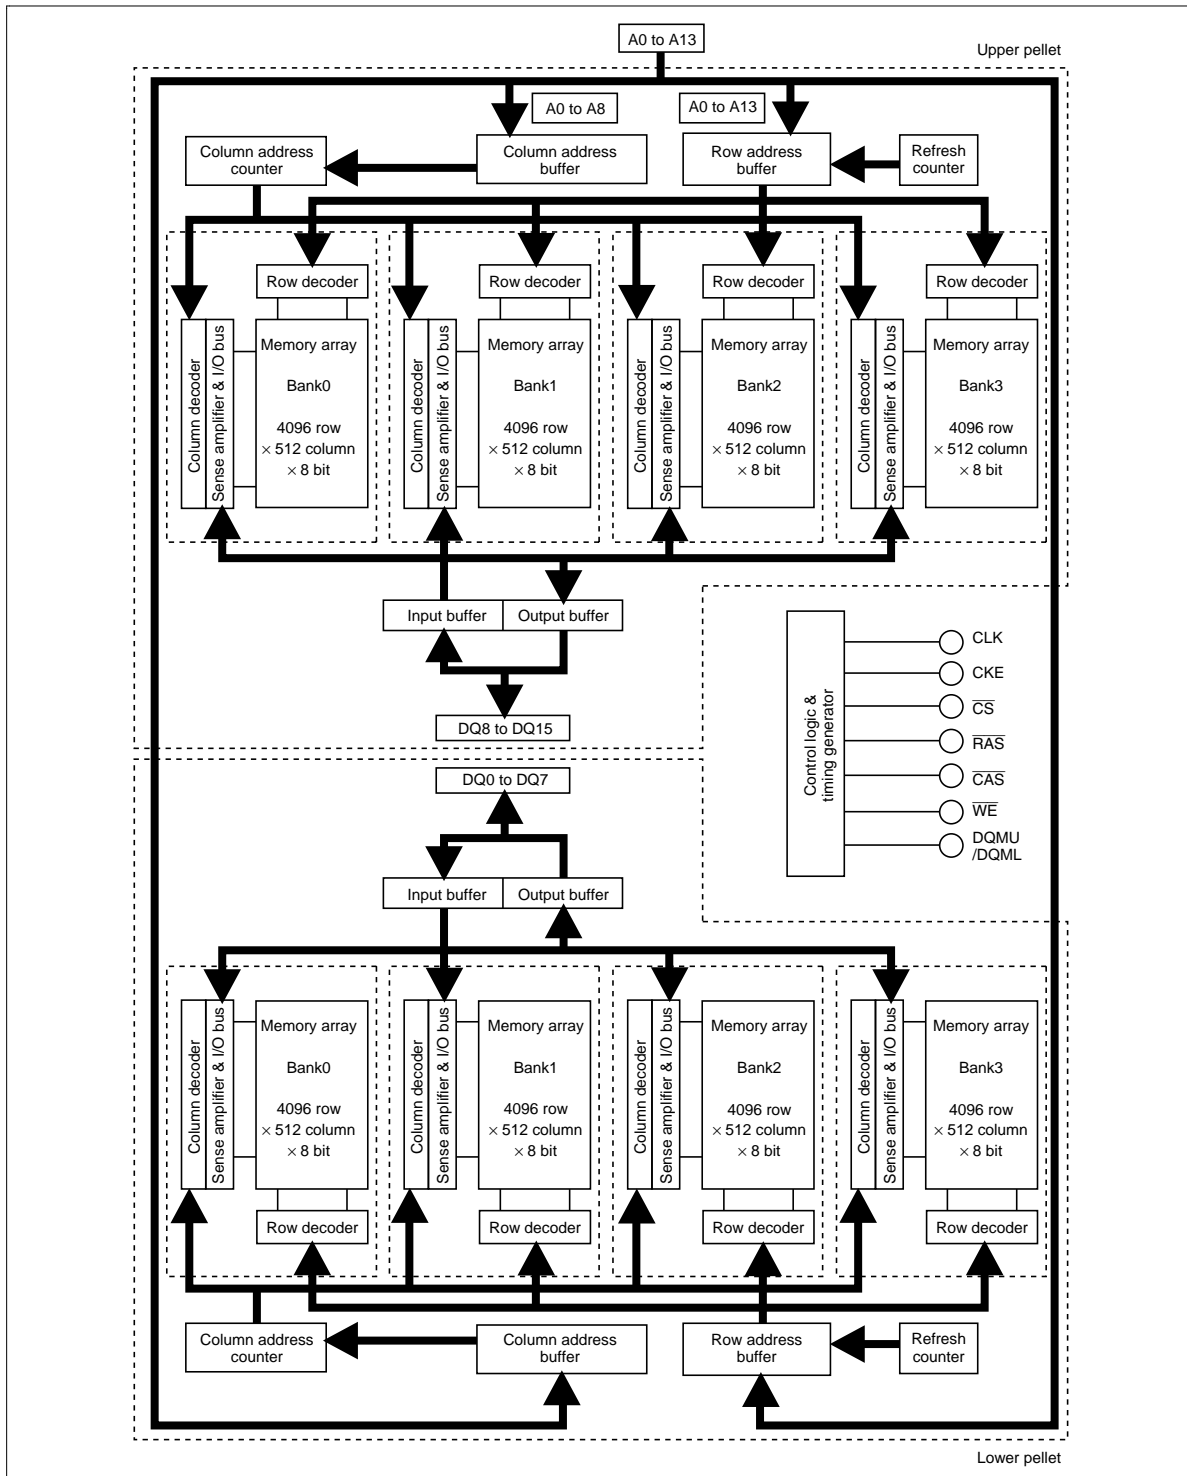 A0 to A13
Upper pellet
A0 to A8
A0 to A13
Column address
counter
Column address
buffer
Row address
buffer
Refresh
counter
Row decoder
Row decoder
Row decoder
Row decoder
Column decoder
Sense amplifier & I/O bus
Memory array
Bank0
4096 row
× 512 column
× 8 bit
Column decoder
Sense amplifier & I/O bus
Memory array
Bank1
4096 row
× 512 column
× 8 bit
Column decoder
Sense amplifier & I/O bus
Memory array
Bank2
4096 row
× 512 column
× 8 bit
Column decoder
Sense amplifier & I/O bus
Memory array
Bank3
4096 row
× 512 column
× 8 bit
Input buffer
Output buffer
DQ8 to DQ15
Control logic &
timing generator
CLK
CKE
C̅S̅
R̅A̅S̅
C̅A̅S̅
W̅E̅
DQMU
/DQML
DQ0 to DQ7
Input buffer
Output buffer
Column decoder
Sense amplifier & I/O bus
Memory array
Bank0
4096 row
× 512 column
× 8 bit
Column decoder
Sense amplifier & I/O bus
Memory array
Bank1
4096 row
× 512 column
× 8 bit
Column decoder
Sense amplifier & I/O bus
Memory array
Bank2
4096 row
× 512 column
× 8 bit
Column decoder
Sense amplifier & I/O bus
Memory array
Bank3
4096 row
× 512 column
× 8 bit
Row decoder
Row decoder
Row decoder
Row decoder
Column address
counter
Column address
buffer
Row address
buffer
Refresh
counter
Lower pellet